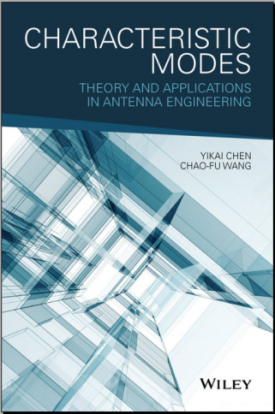 CHARACTERISTIC
MODES
THEORY AND APPLICATIONS
IN ANTENNA ENGINEERING
YIKAI CHEN
CHAO-FU WANG
WILEY